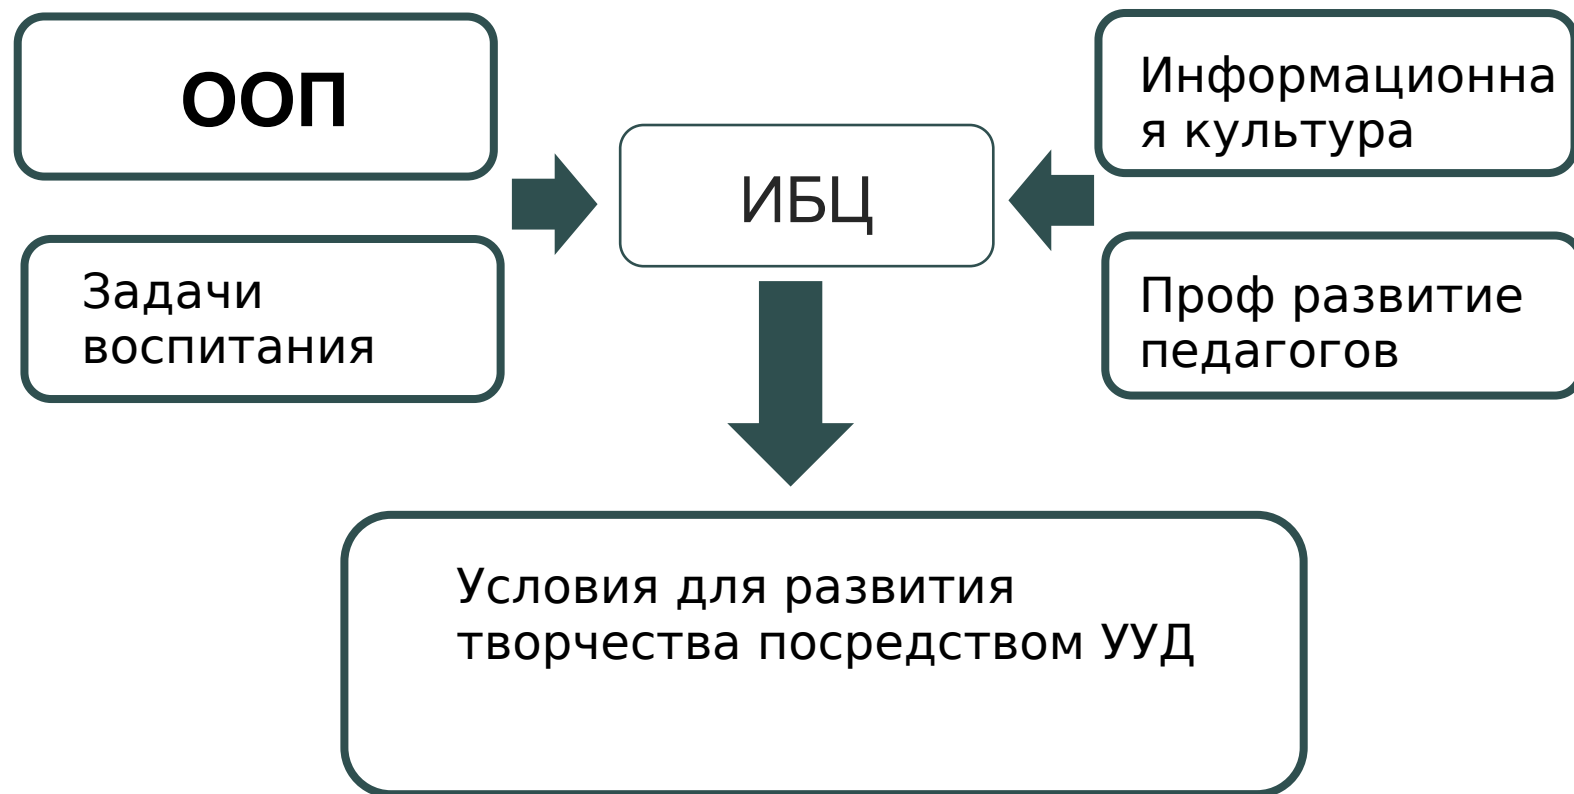 ООП
Задачи
воспитания
ИБЦ
Информационна
я культура
Проф развитие
педагогов
Условия для развития
творчества посредством УУД